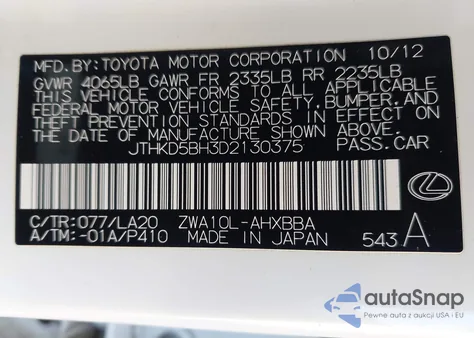 MFD.BY: TOYOTA MOTOR CORPORATION 10/12
GVWR 4065LB GAWR FR 2335LB RR 2235LB
THIS VEHICLE CONFORMS TO ALL APPLICABLE
FEDERAL MOTOR VEHICLE SAFETY, BUMPER, AND
THEFT PREVENTION STANDARDS IN EFFECT ON
THE DATE OF MANUFACTURE SHOWN ABOVE.
JTHKD5BH3D2130375 PASS.CAR
C/TR:077/LA20 ZWA10L-AHXBBA
A/TM:-01A/P410 MADE IN JAPAN 543 A
autoSnap
Pewne auta z aukcji USA i EU